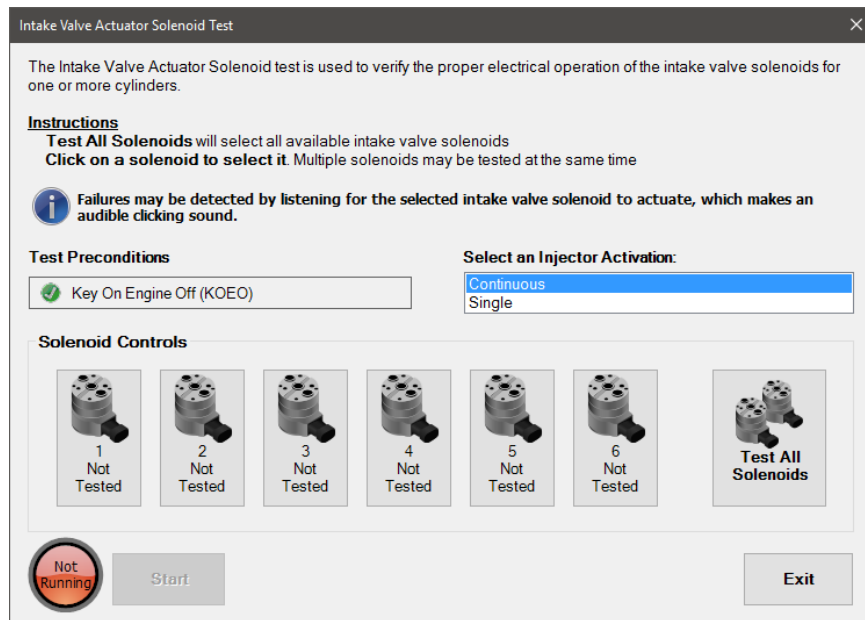 Intake Valve Actuator Solenoid Test
The Intake Valve Actuator Solenoid test is used to verify the proper electrical operation of the intake valve solenoids for
one or more cylinders.
Instructions
Test All Solenoids will select all available intake valve solenoids
Click on a solenoid to select it. Multiple solenoids may be tested at the same time
Failures may be detected by listening for the selected intake valve solenoid to actuate, which makes an
audible clicking sound.
Test Preconditions
Key On Engine Off (KOEO)
Select an Injector Activation:
Continuous
Single
Solenoid Controls
1
Not
Tested
2
Not
Tested
3
Not
Tested
4
Not
Tested
5
Not
Tested
6
Not
Tested
Test All
Solenoids
Not
Running
Start
Exit